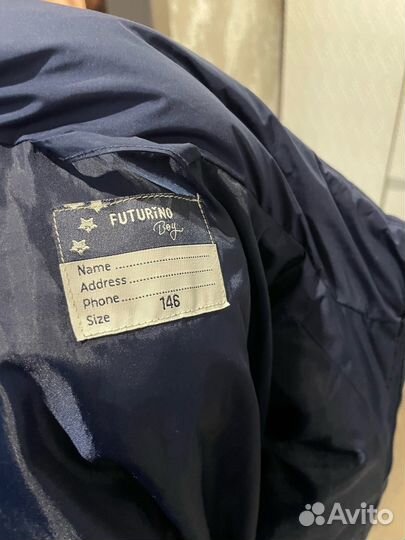 FUTURINO
Boy
Name
Address
Phone
Size 146
Avito